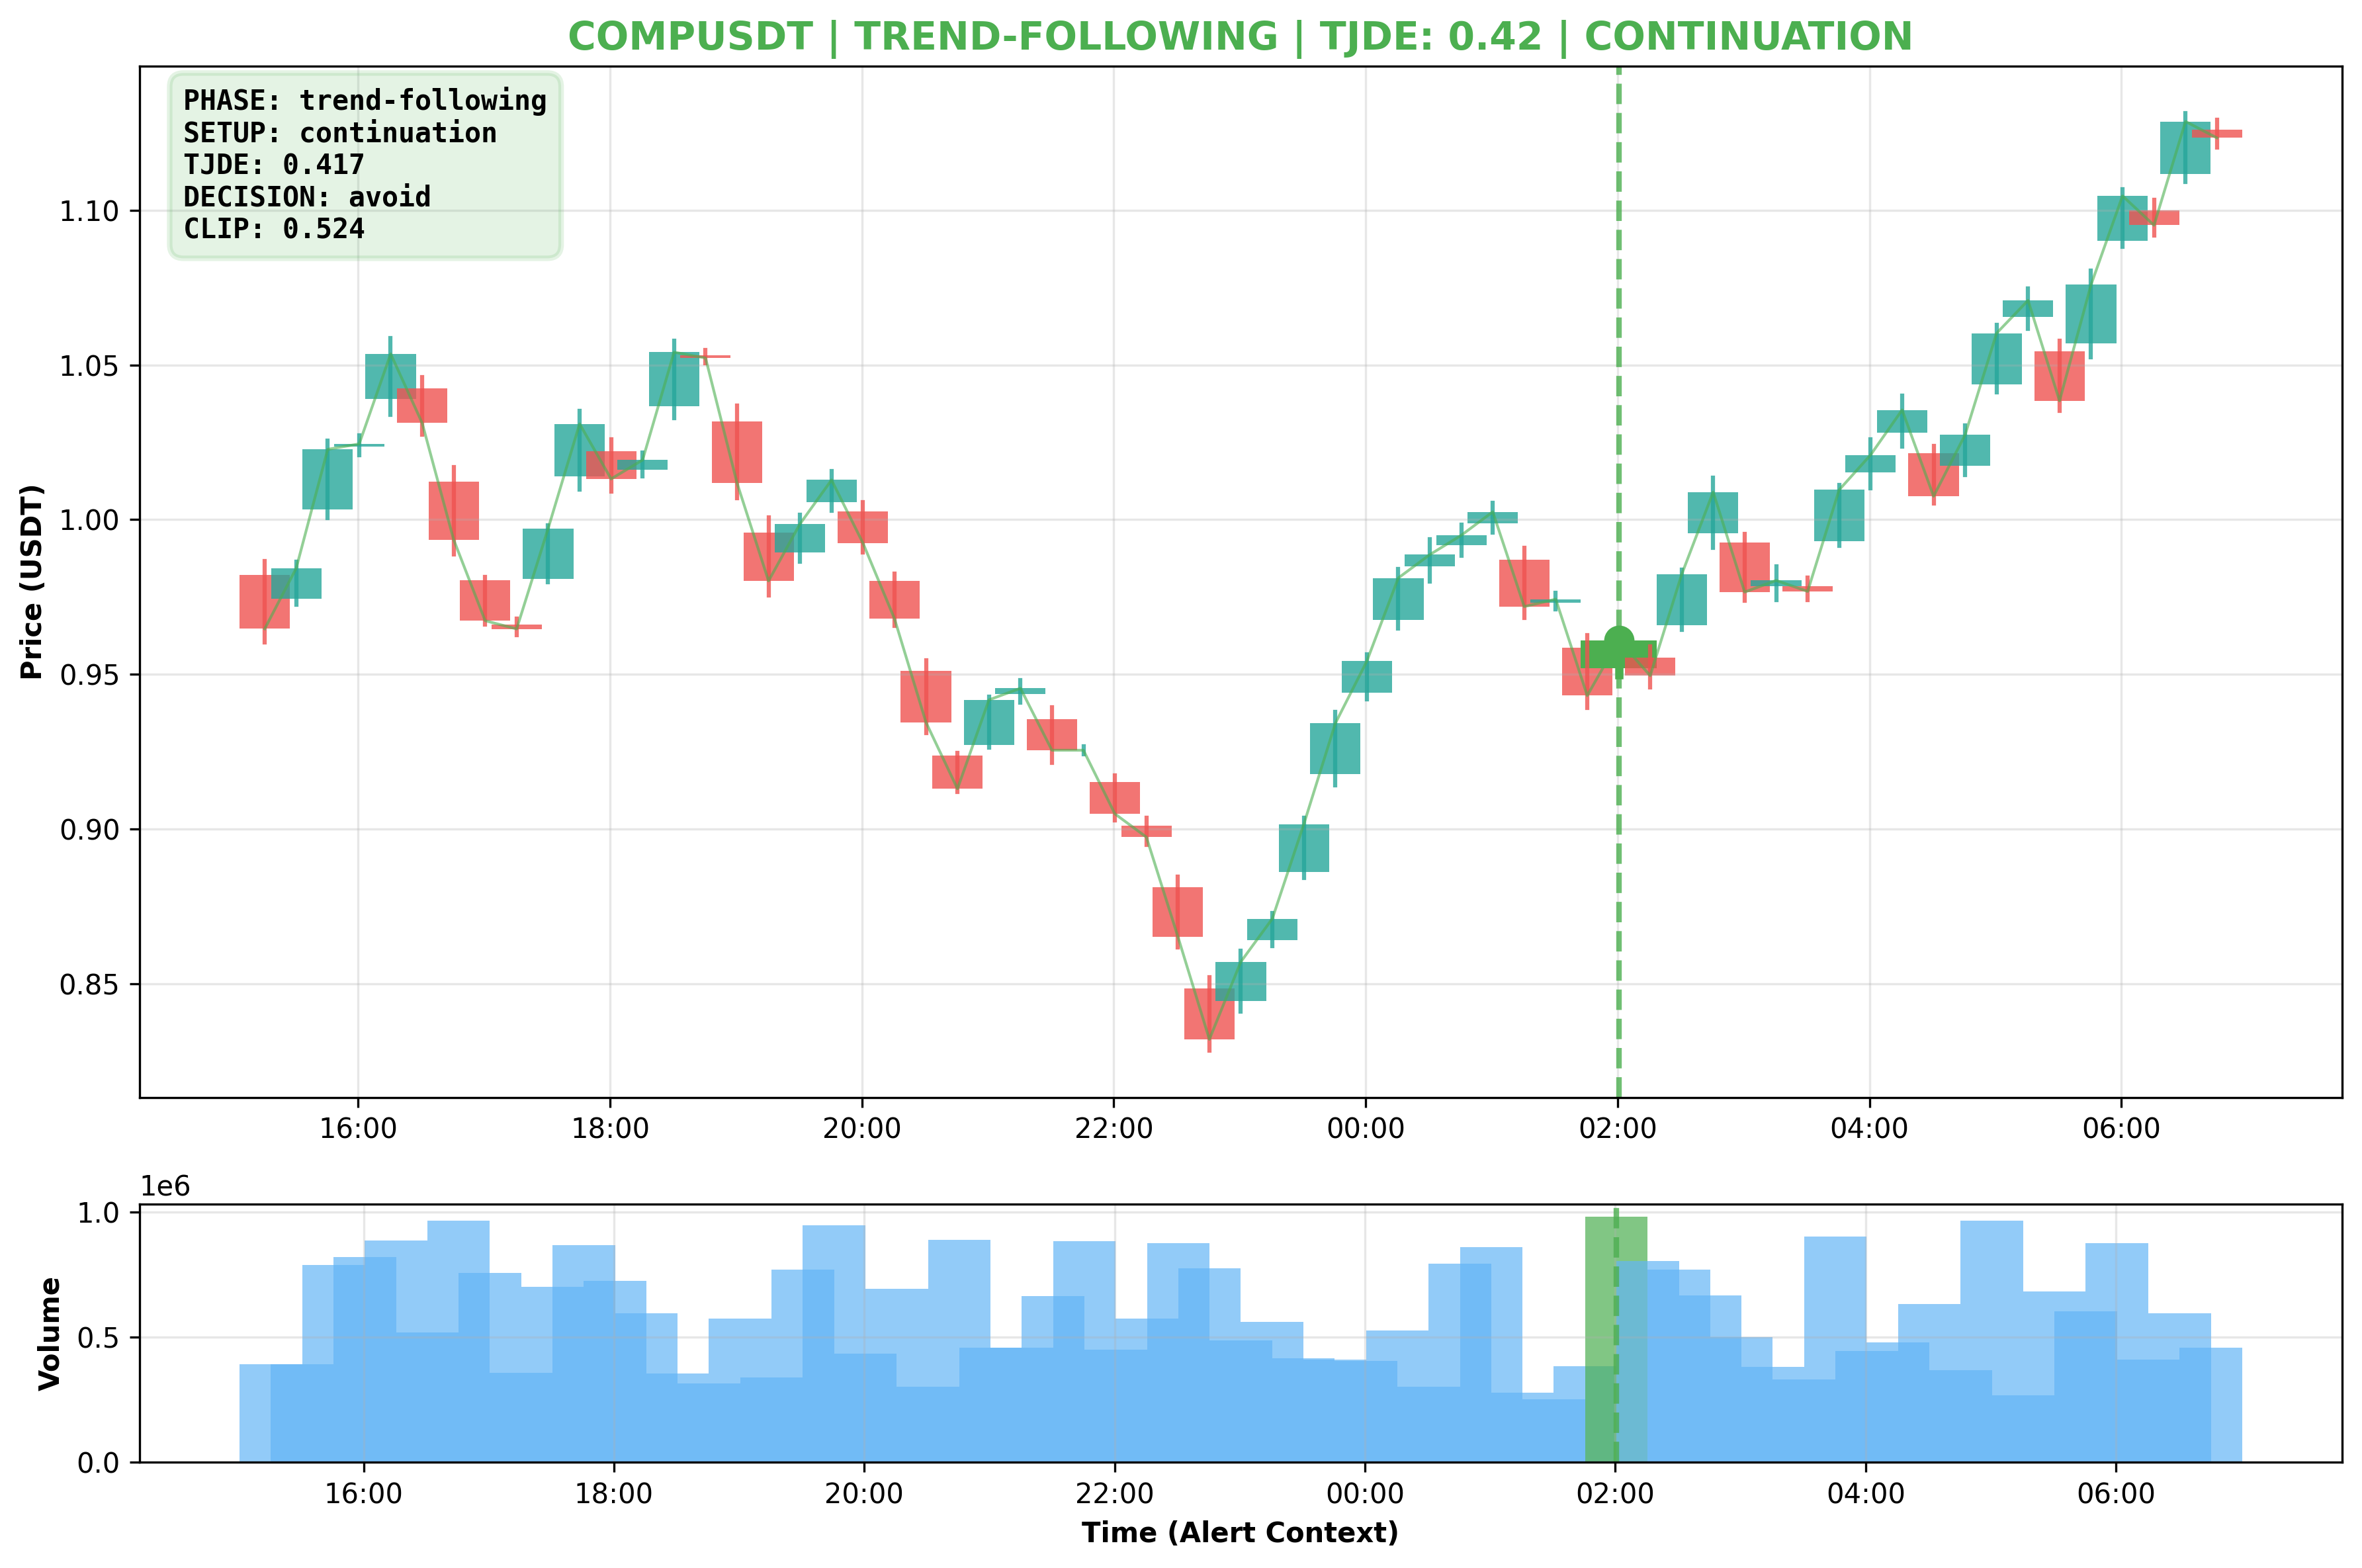 COMPUSDT | TREND-FOLLOWING | TJDE: 0.42 | CONTINUATION
PHASE: trend-following
SETUP: continuation
TJDE: 0.417
DECISION: avoid
CLIP: 0.524
Price (USDT)
1.10
1.05
1.00
0.95
0.90
0.85
16:00 18:00 20:00 22:00 00:00 02:00 04:00 06:00
1e6
Volume
1.0
0.5
0.0
16:00 18:00 20:00 22:00 00:00 02:00 04:00 06:00
Time (Alert Context)